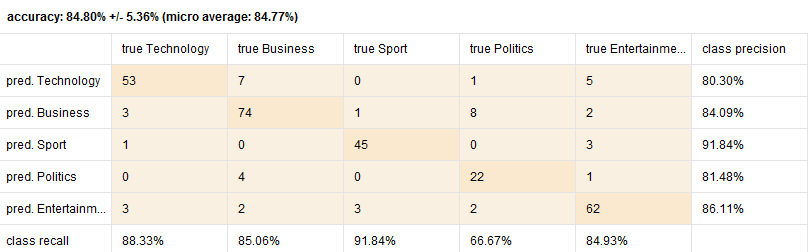 accuracy: 84.80% +/- 5.36% (micro average: 84.77%)
true Technology true Business true Sport true Politics true Entertainme... class precision
pred. Technology 53 7 0 1 5 80.30%
pred. Business 3 74 1 8 2 84.09%
pred. Sport 1 0 45 0 3 91.84%
pred. Politics 0 4 0 22 1 81.48%
pred. Entertainm... 3 2 3 2 62 86.11%
class recall 88.33% 85.06% 91.84% 66.67% 84.93%